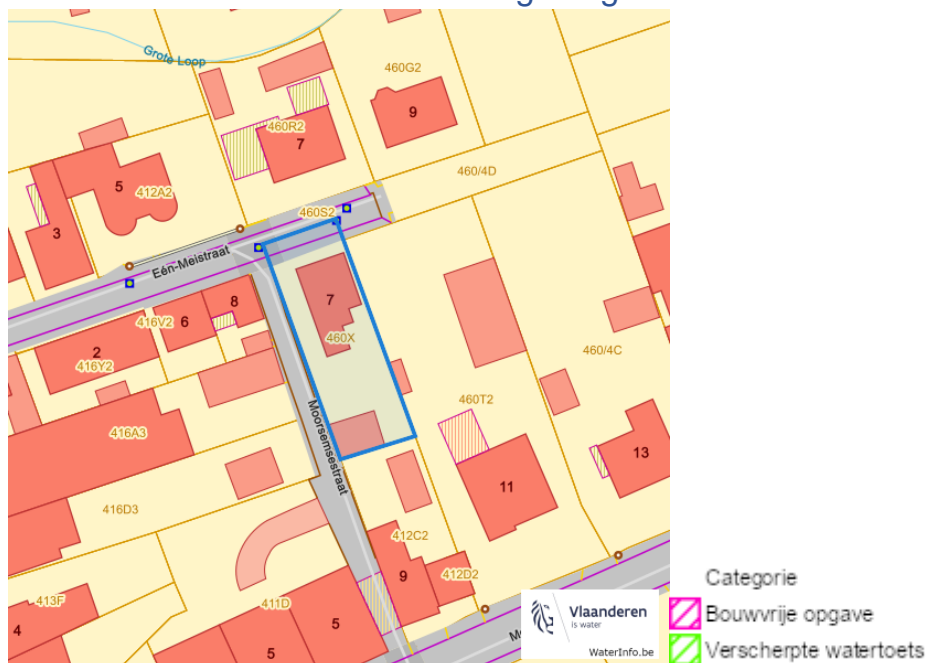 Grote Loop
460G2
460R2
7
9
5
412A2
460/4D
460S2
3
Eén-Meistraat
7
8
416V2
6
460X
2
416Y2
460/4C
Moorsemsestraat
460T2
416A3
13
11
416D3
412C2
9
412D2
413F
411D
4
5
5
Vlaanderen
is water
WaterInfo.be
Categorie
Bouwvrije opgave
Verscherpte watertoets